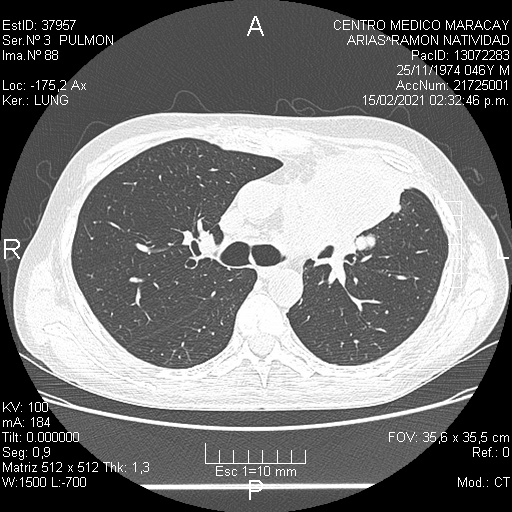 EstID: 37957
Ser.Nº 3 PULMON
Ima.Nº 88
Loc: -175,2 Ax
Ker.: LUNG
A
CENTRO MEDICO MARACAY
ARIAS^RAMON NATIVIDAD
PacID: 13072283
25/11/1974 046Y M
AccNum: 21725001
15/02/2021 02:32:46 p.m.
R
L
KV: 100
mA: 184
Tilt: 0.000000
Seg: 0,9
Matriz 512 x 512 Thk: 1,3
W:1500 L:-700
Esc 1=10 mm
P
FOV: 35,6 x 35,5 cm
Ref.: 0
Mod.: CT